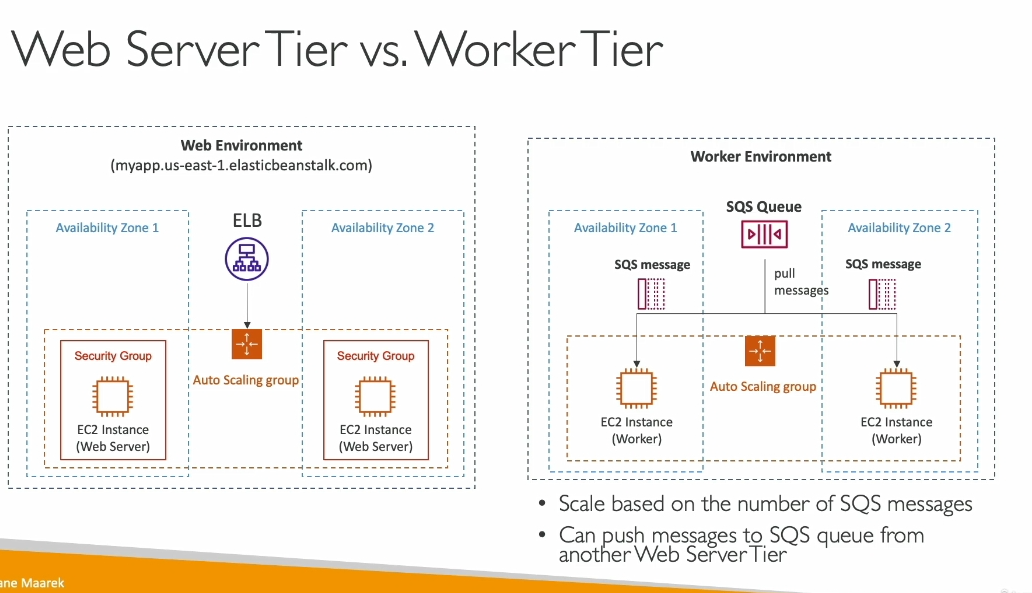 Web Server Tier vs. Worker Tier
Web Environment
(myapp.us-east-1.elasticbeanstalk.com)
Availability Zone 1
ELB
Availability Zone 2
Security Group
EC2 Instance
(Web Server)
Auto Scaling group
Security Group
EC2 Instance
(Web Server)
Worker Environment
SQS Queue
Availability Zone 1
Availability Zone 2
SQS message
SQS message
pull
messages
Auto Scaling group
EC2 Instance
(Worker)
EC2 Instance
(Worker)
• Scale based on the number of SQS messages
• Can push messages to SQS queue from
another Web Server Tier
ane Maarek